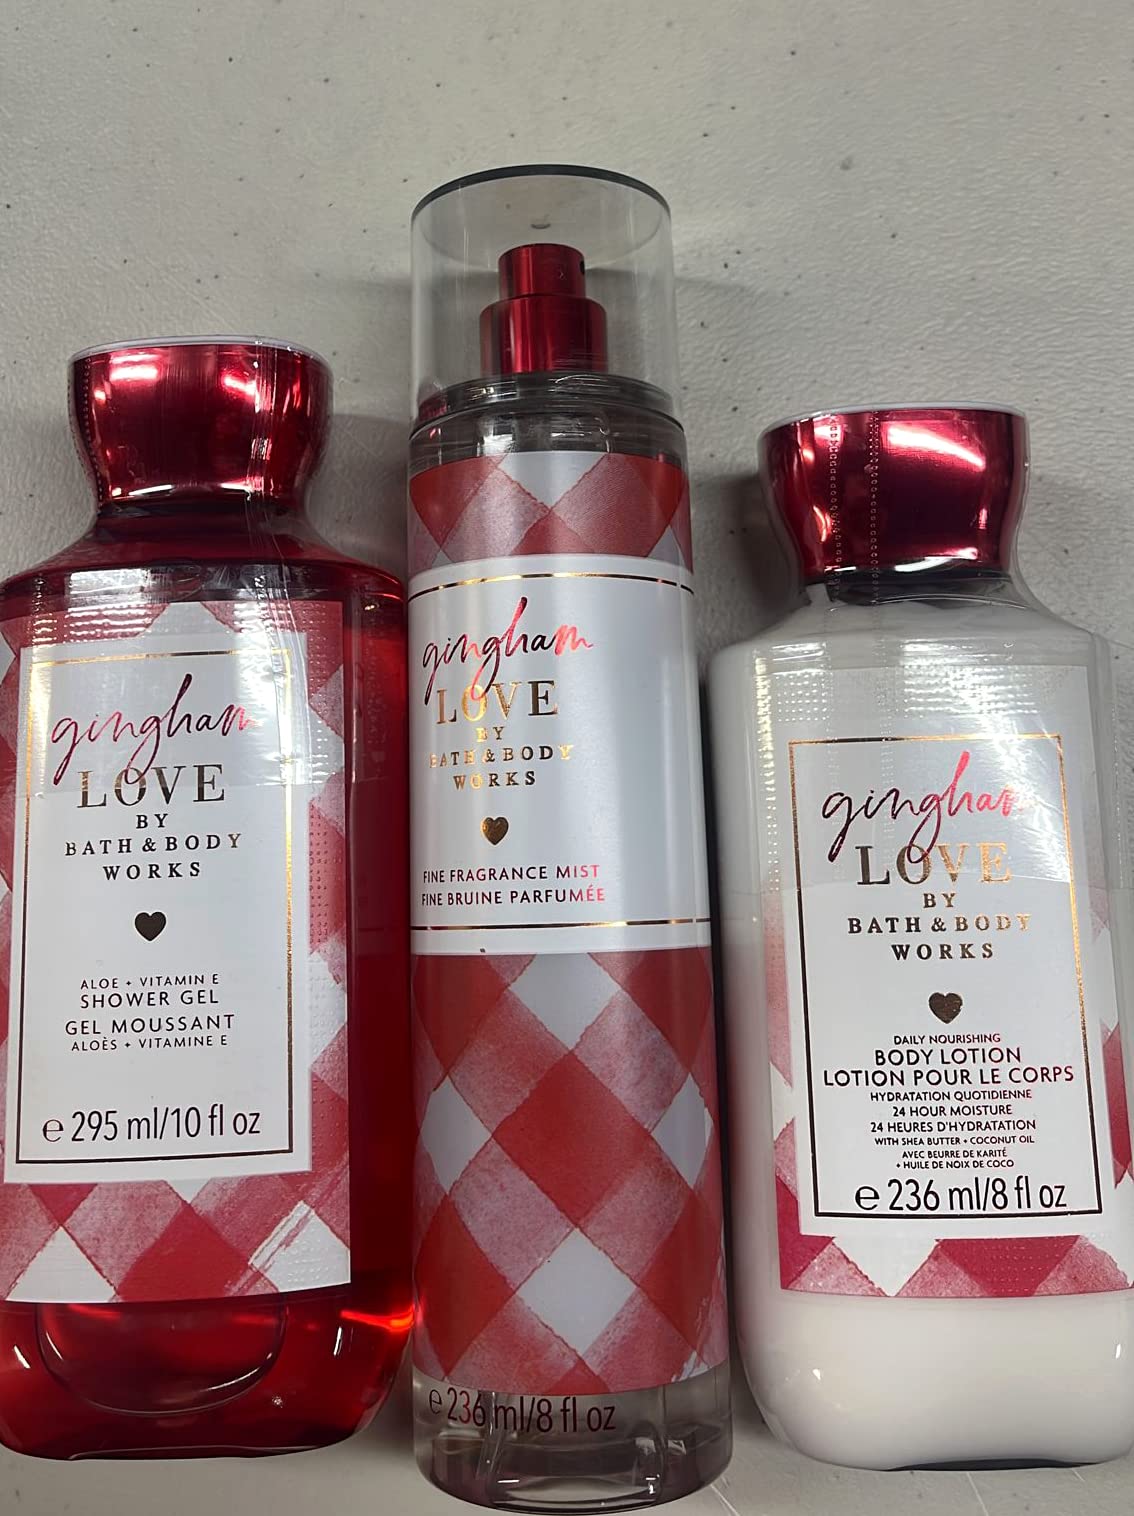 gingham
LOVE
BY
BATH & BODY
WORKS
ALOE + VITAMIN E
SHOWER GEL
GEL MOUSSANT
ALOÈS + VITAMINE E
e 295 ml/10 fl oz
gingham
LOVE
BY
BATH & BODY
WORKS
FINE FRAGRANCE MIST
FINE BRUINE PARFUMÉE
e 236 ml/8 fl oz
gingham
LOVE
BY
BATH & BODY
WORKS
DAILY NOURISHING
BODY LOTION
LOTION POUR LE CORPS
HYDRATATION QUOTIDIENNE
24 HOUR MOISTURE
24 HEURES D'HYDRATATION
WITH SHEA BUTTER + COCONUT OIL
AVEC BEURRE DE KARITÉ
+ HUILE DE NOIX DE COCO
e 236 ml/8 fl oz